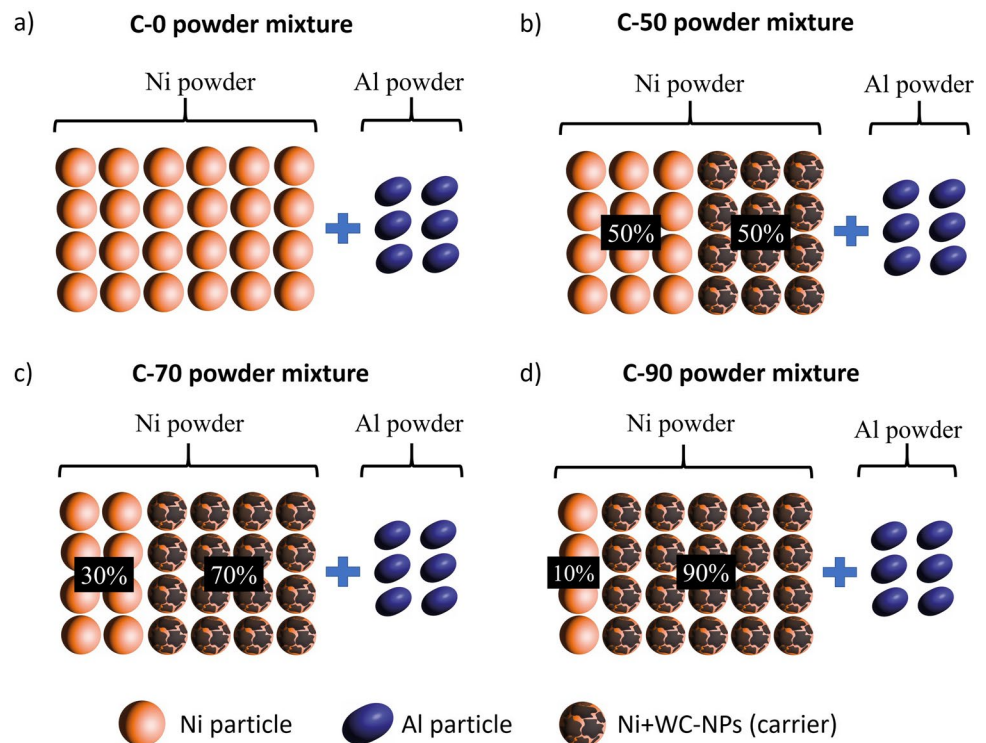 a) C-0 powder mixture
Ni powder
Al powder
b) C-50 powder mixture
Ni powder
Al powder
50%
50%
c) C-70 powder mixture
Ni powder
Al powder
30%
70%
d) C-90 powder mixture
Ni powder
Al powder
10%
90%
Ni particle
Al particle
Ni+WC-NPs (carrier)